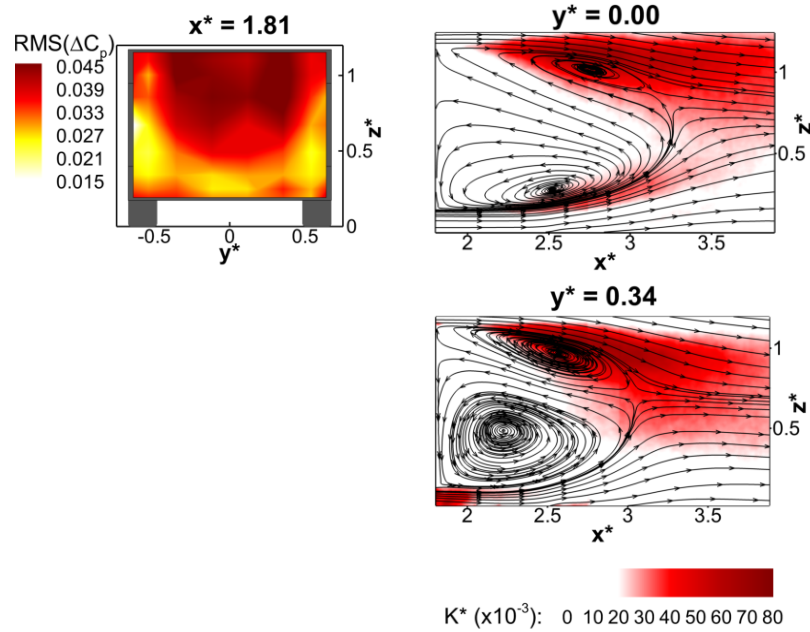 x* = 1.81
RMS(ΔCp)
0.045
0.039
0.033
0.027
0.021
0.015
1
0.5
0
z*
-0.5 0 0.5
y*
y* = 0.00
1
0.5
z*
2 2.5 3 3.5
x*
y* = 0.34
1
0.5
z*
2 2.5 3 3.5
x*
K* (x10⁻³): 0 10 20 30 40 50 60 70 80